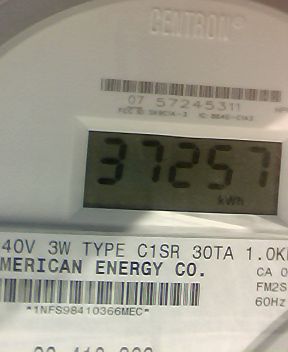 CENTRON®
07 57245311
37257
kWh
40V 3W TYPE C1SR 30TA 1.0K
MERICAN ENERGY CO.
CA 0
FM2S
60Hz
*1NFS98410366MEC*